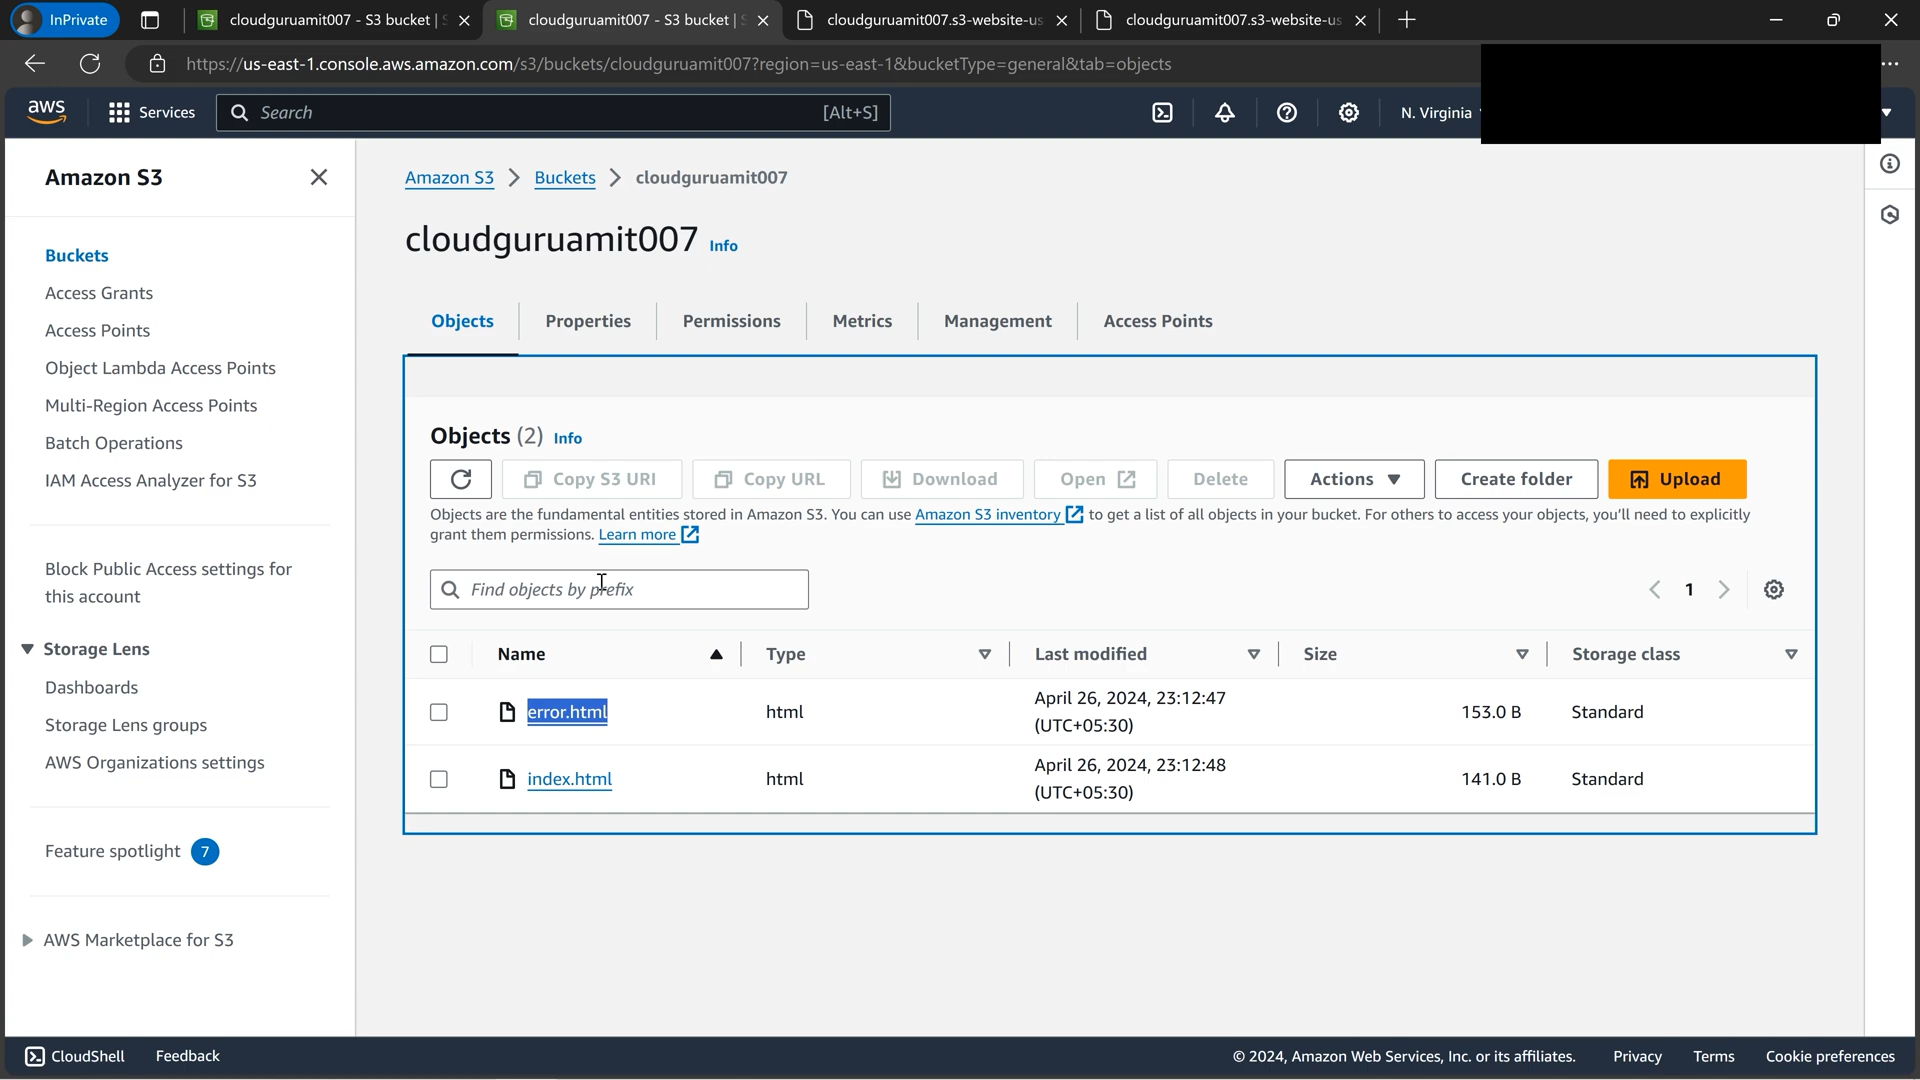 InPrivate
cloudguruamit007 - S3 bucket | S
cloudguruamit007 - S3 bucket | S
cloudguruamit007.s3-website-us
cloudguruamit007.s3-website-us
https://us-east-1.console.aws.amazon.com/s3/buckets/cloudguruamit007?region=us-east-1&bucketType=general&tab=objects
aws
Services
Search
[Alt+S]
N. Virginia
Amazon S3
Buckets
Access Grants
Access Points
Object Lambda Access Points
Multi-Region Access Points
Batch Operations
IAM Access Analyzer for S3
Block Public Access settings for
this account
Storage Lens
Dashboards
Storage Lens groups
AWS Organizations settings
Feature spotlight 7
AWS Marketplace for S3
Amazon S3 > Buckets > cloudguruamit007
cloudguruamit007 Info
Objects
Properties
Permissions
Metrics
Management
Access Points
Objects (2) Info
Copy S3 URI
Copy URL
Download
Open
Delete
Actions
Create folder
Upload
Objects are the fundamental entities stored in Amazon S3. You can use Amazon S3 inventory to get a list of all objects in your bucket. For others to access your objects, you'll need to explicitly
grant them permissions. Learn more
Find objects by prefix
1
Name Type Last modified Size Storage class
error.html html April 26, 2024, 23:12:47 (UTC+05:30) 153.0 B Standard
index.html html April 26, 2024, 23:12:48 (UTC+05:30) 141.0 B Standard
CloudShell
Feedback
© 2024, Amazon Web Services, Inc. or its affiliates.
Privacy
Terms
Cookie preferences